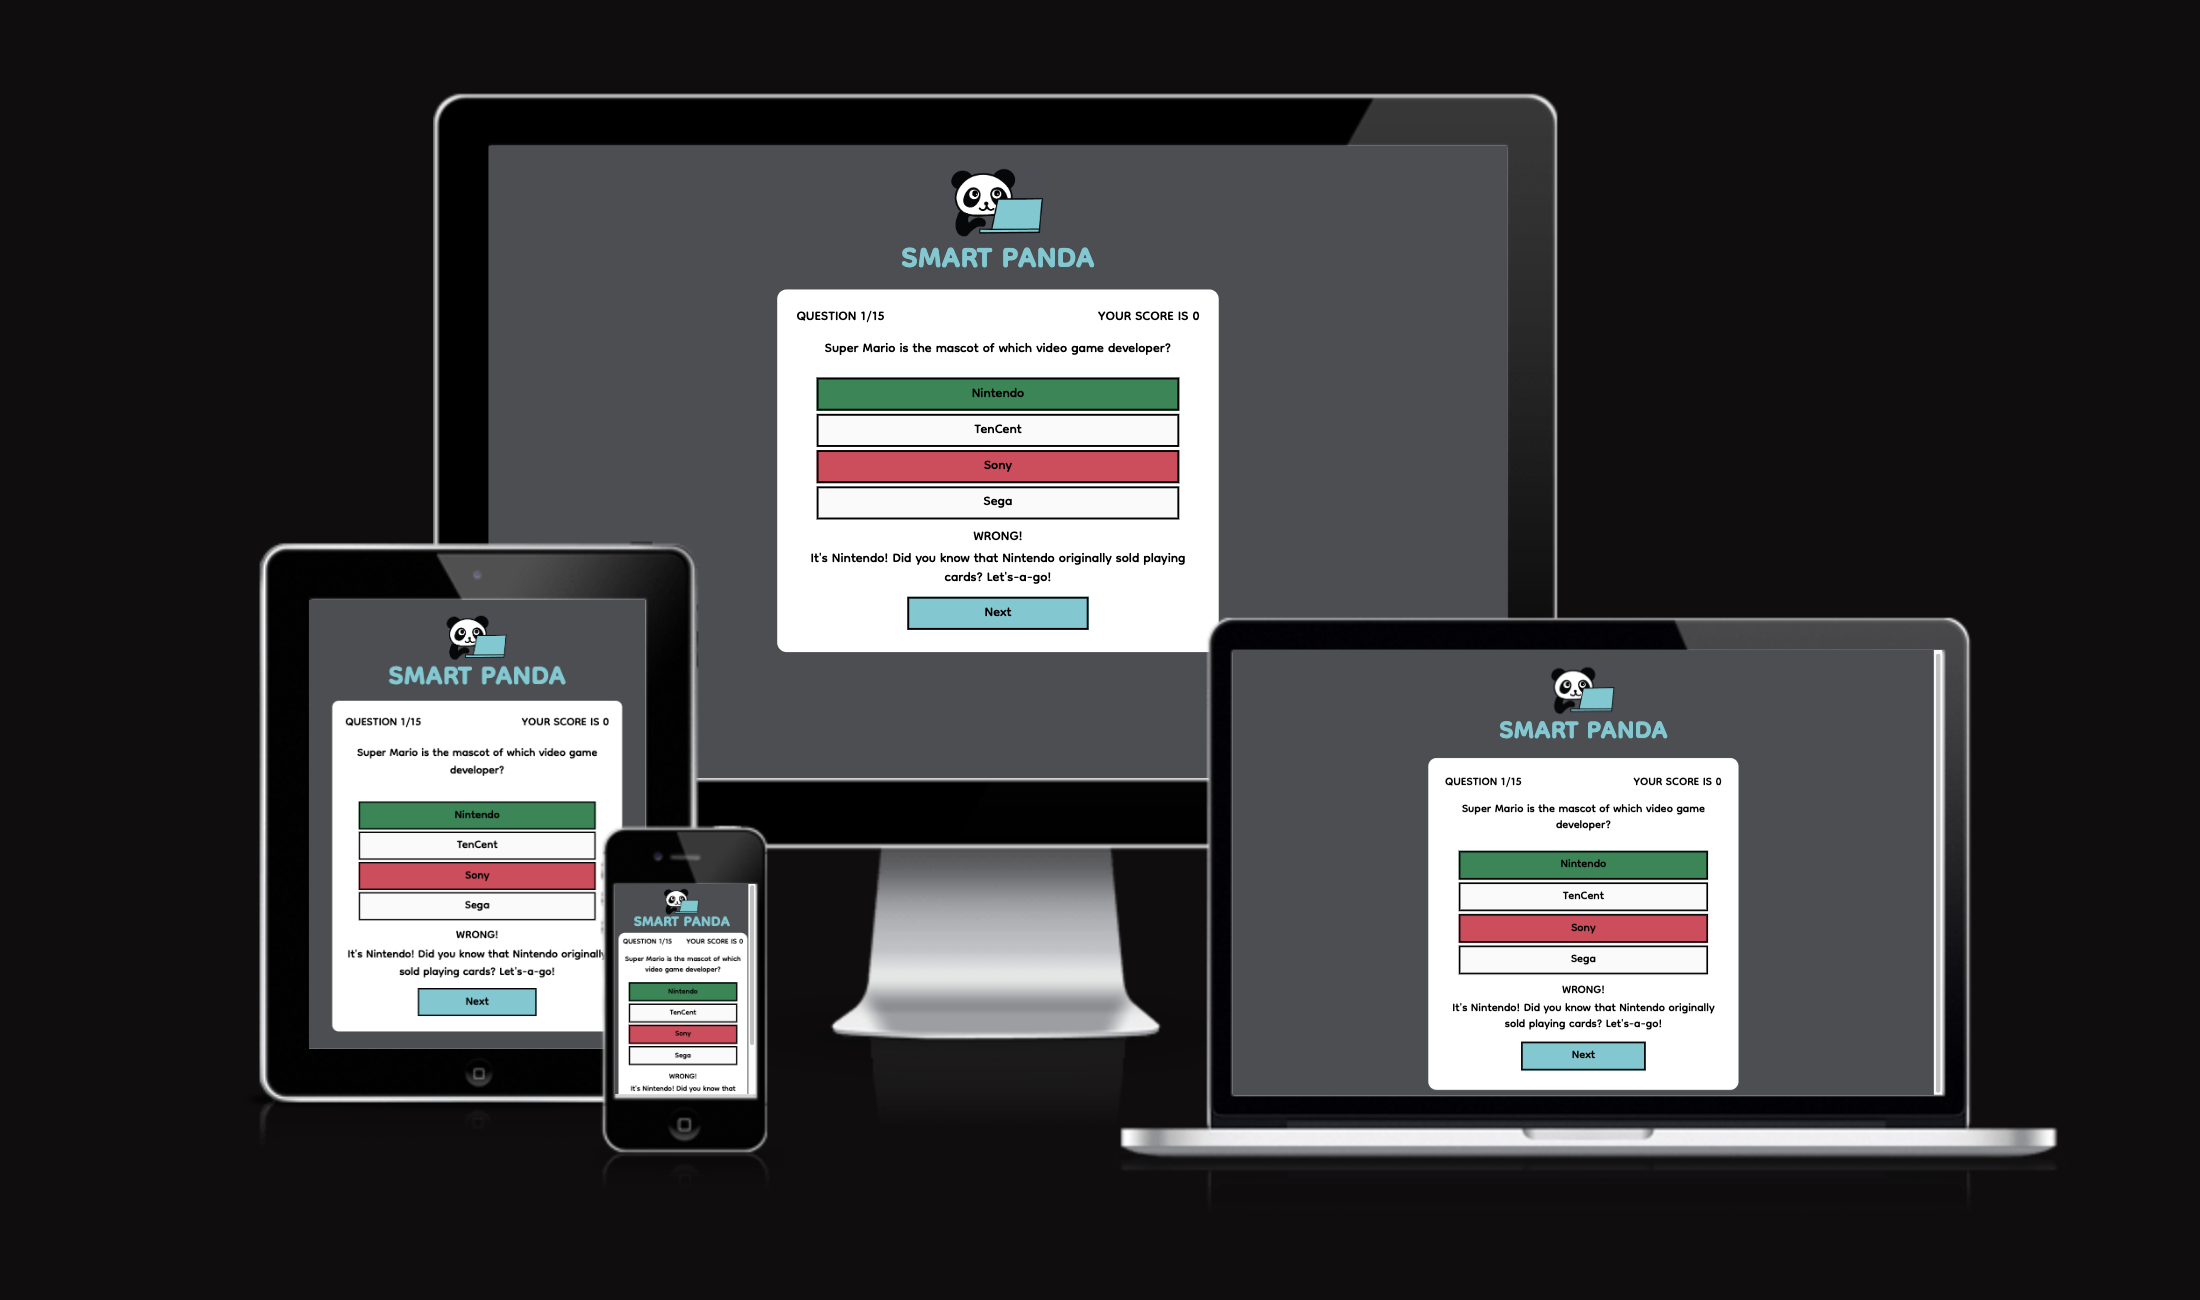 SMART PANDA
QUESTION 1/15
YOUR SCORE IS 0
Super Mario is the mascot of which video game developer?
Nintendo
TenCent
Sony
Sega
WRONG!
It's Nintendo! Did you know that Nintendo originally sold playing
cards? Let's-a-go!
Next
SMART PANDA
QUESTION 1/15
YOUR SCORE IS 0
Super Mario is the mascot of which video game
developer?
Nintendo
TenCent
Sony
Sega
WRONG!
It's Nintendo! Did you know that Nintendo originally
sold playing cards? Let's-a-go!
Next
SMART PANDA
QUESTION 1/15
YOUR SCORE IS 0
Super Mario is the mascot of which
video game developer?
Nintendo
TenCent
Sony
Sega
WRONG!
It's Nintendo! Did you know that
SMART PANDA
QUESTION 1/15
YOUR SCORE IS 0
Super Mario is the mascot of which video game
developer?
Nintendo
TenCent
Sony
Sega
WRONG!
It's Nintendo! Did you know that Nintendo originally
sold playing cards? Let's-a-go!
Next